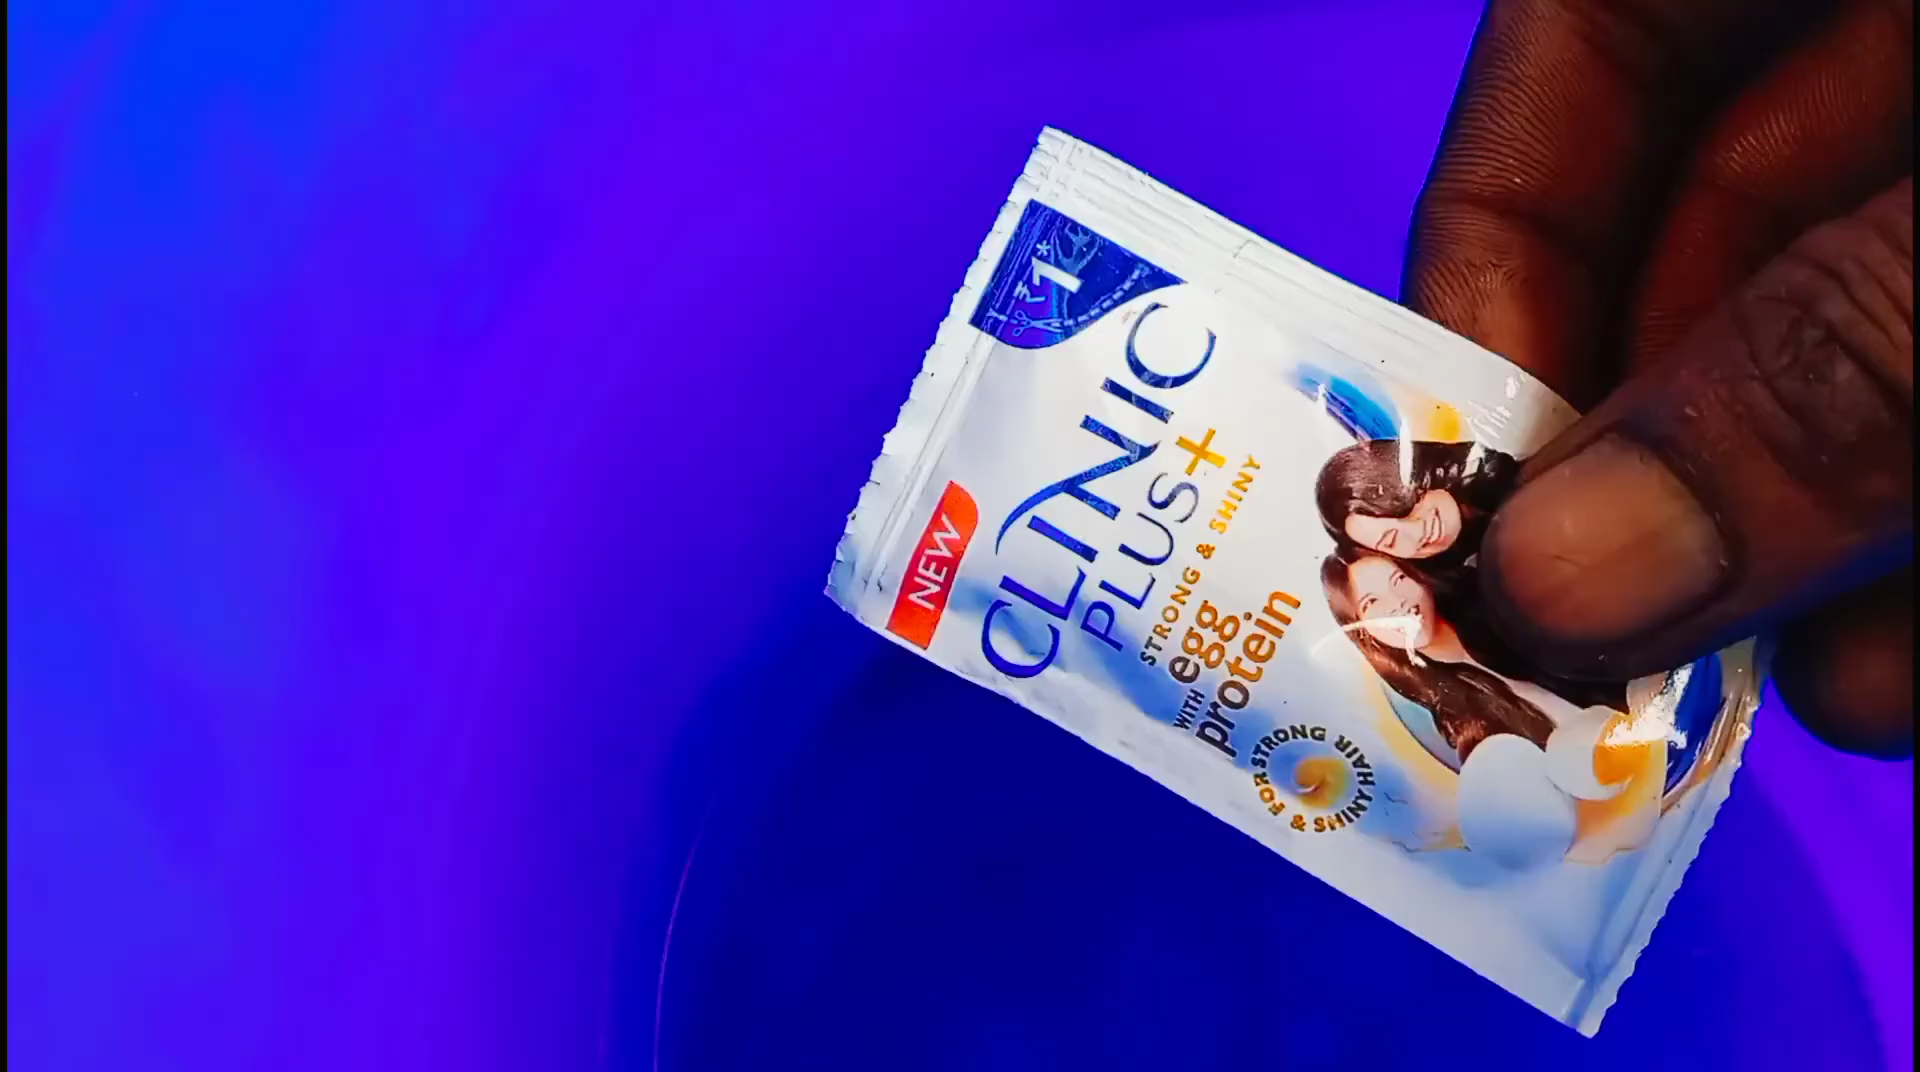 ₹1*
NEW
CLINIC
PLUS+
STRONG & SHINY
WITH egg
protein
FOR STRONG & SHINY HAIR